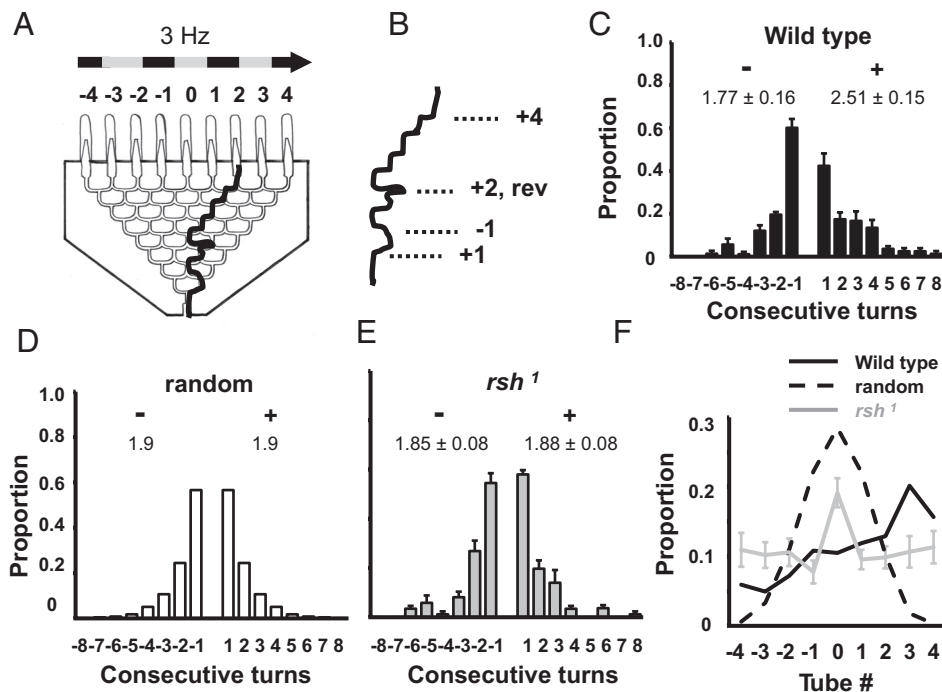 A
3 Hz
-4 -3 -2 -1 0 1 2 3 4
B
+4
+2, rev
-1
+1
C
Wild type
- +
1.77 ± 0.16 2.51 ± 0.15
1.0
0.8
0.6
0.4
0.2
0
Proportion
-8-7-6-5-4-3-2-1 1 2 3 4 5 6 7 8
Consecutive turns
D
random
- +
1.9 1.9
1.0
0.8
0.6
0.4
0.2
0
Proportion
-8-7-6-5-4-3-2-1 1 2 3 4 5 6 7 8
Consecutive turns
E
rsh 1
- +
1.85 ± 0.08 1.88 ± 0.08
-8-7-6-5-4-3-2-1 1 2 3 4 5 6 7 8
Consecutive turns
F
Wild type
random
rsh 1
0.3
0.2
0.1
0
Proportion
-4 -3 -2 -1 0 1 2 3 4
Tube #